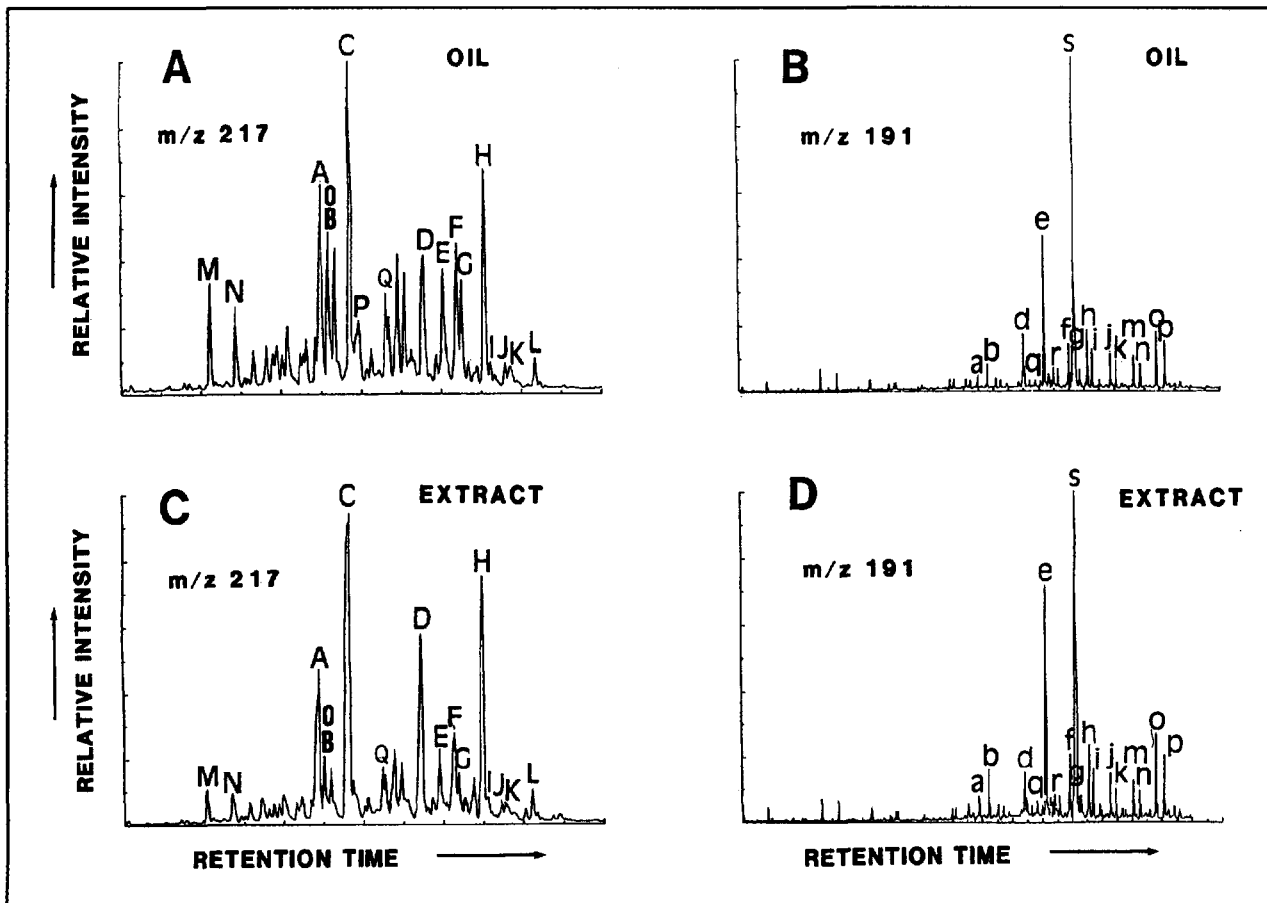 A
OIL
m/z 217
RELATIVE INTENSITY
M
N
A
O
B
C
P
Q
D
E
F
G
H
I
J
K
L
B
OIL
m/z 191
a
b
d
q
e
r
f
g
s
h
i
j
k
m
n
o
p
C
EXTRACT
m/z 217
RELATIVE INTENSITY
M
N
A
O
B
C
Q
D
E
F
G
H
I
J
K
L
RETENTION TIME
D
EXTRACT
m/z 191
a
b
d
q
e
r
f
g
s
h
i
j
k
m
n
o
p
RETENTION TIME